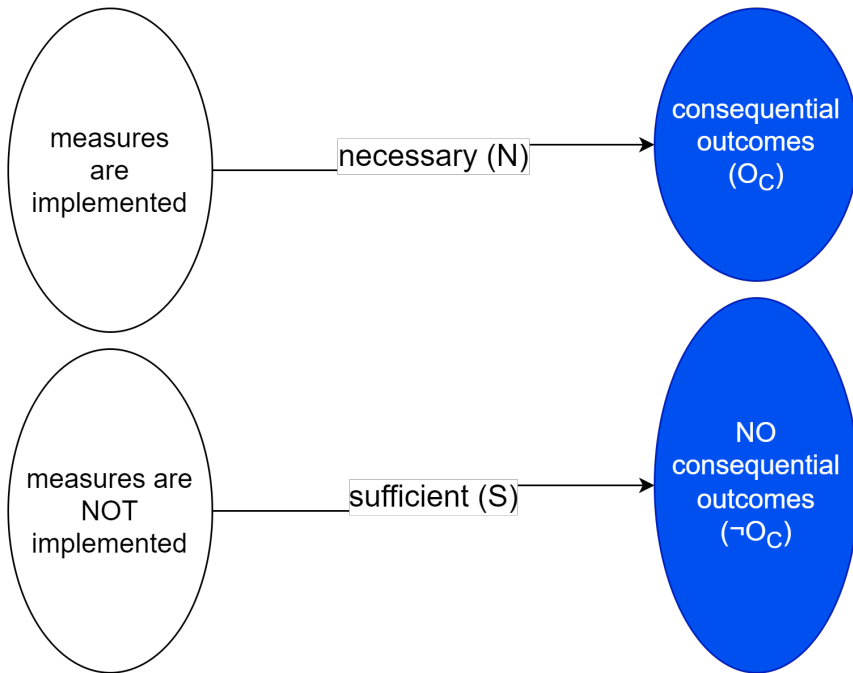 measures
are
implemented
necessary (N)
consequential
outcomes
(O_C)
measures are
NOT
implemented
sufficient (S)
NO
consequential
outcomes
(¬O_C)